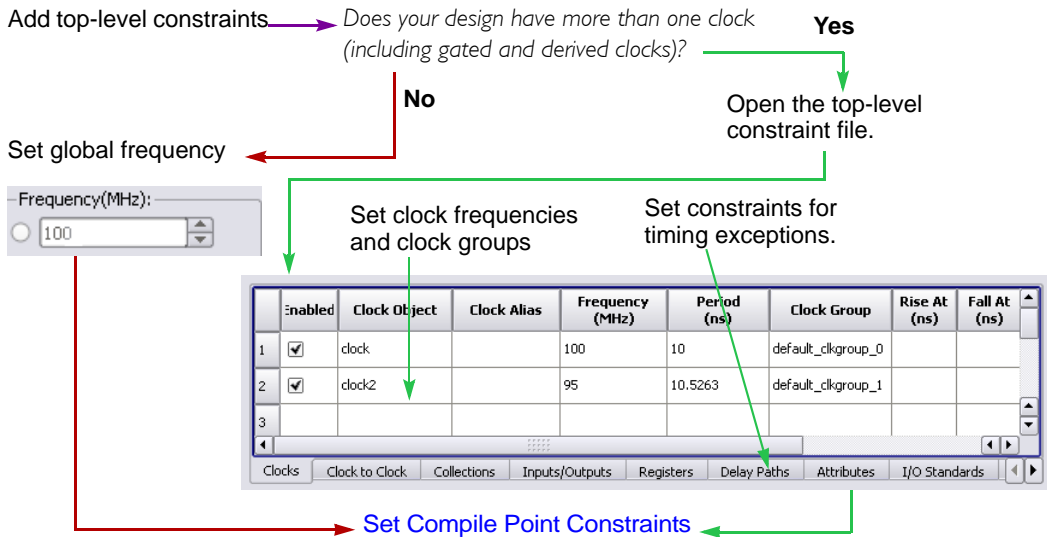 Add top-level constraints
Does your design have more than one clock
(including gated and derived clocks)?
Yes
No
Open the top-level
constraint file.
Set global frequency
Frequency(MHz):
100
Set clock frequencies
and clock groups
Set constraints for
timing exceptions.
Enabled Clock Object Clock Alias Frequency (MHz) Period (ns) Clock Group Rise At (ns) Fall At (ns)
1 clock 100 10 default_clkgroup_0
2 clock2 95 10.5263 default_clkgroup_1
3
Clocks Clock to Clock Collections Inputs/Outputs Registers Delay Paths Attributes I/O Standards
Set Compile Point Constraints